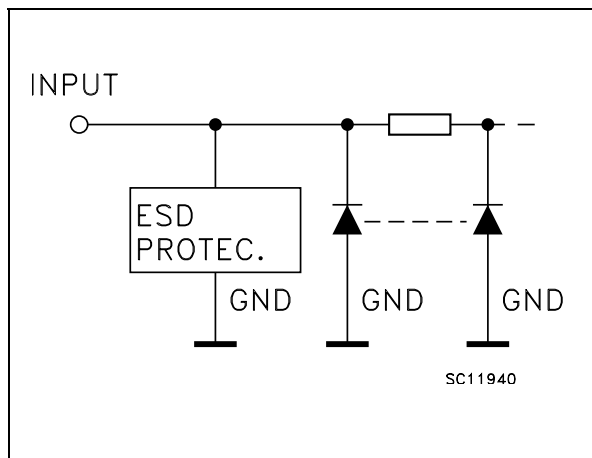 INPUT
ESD
PROTEC.
GND
GND
GND
SC11940